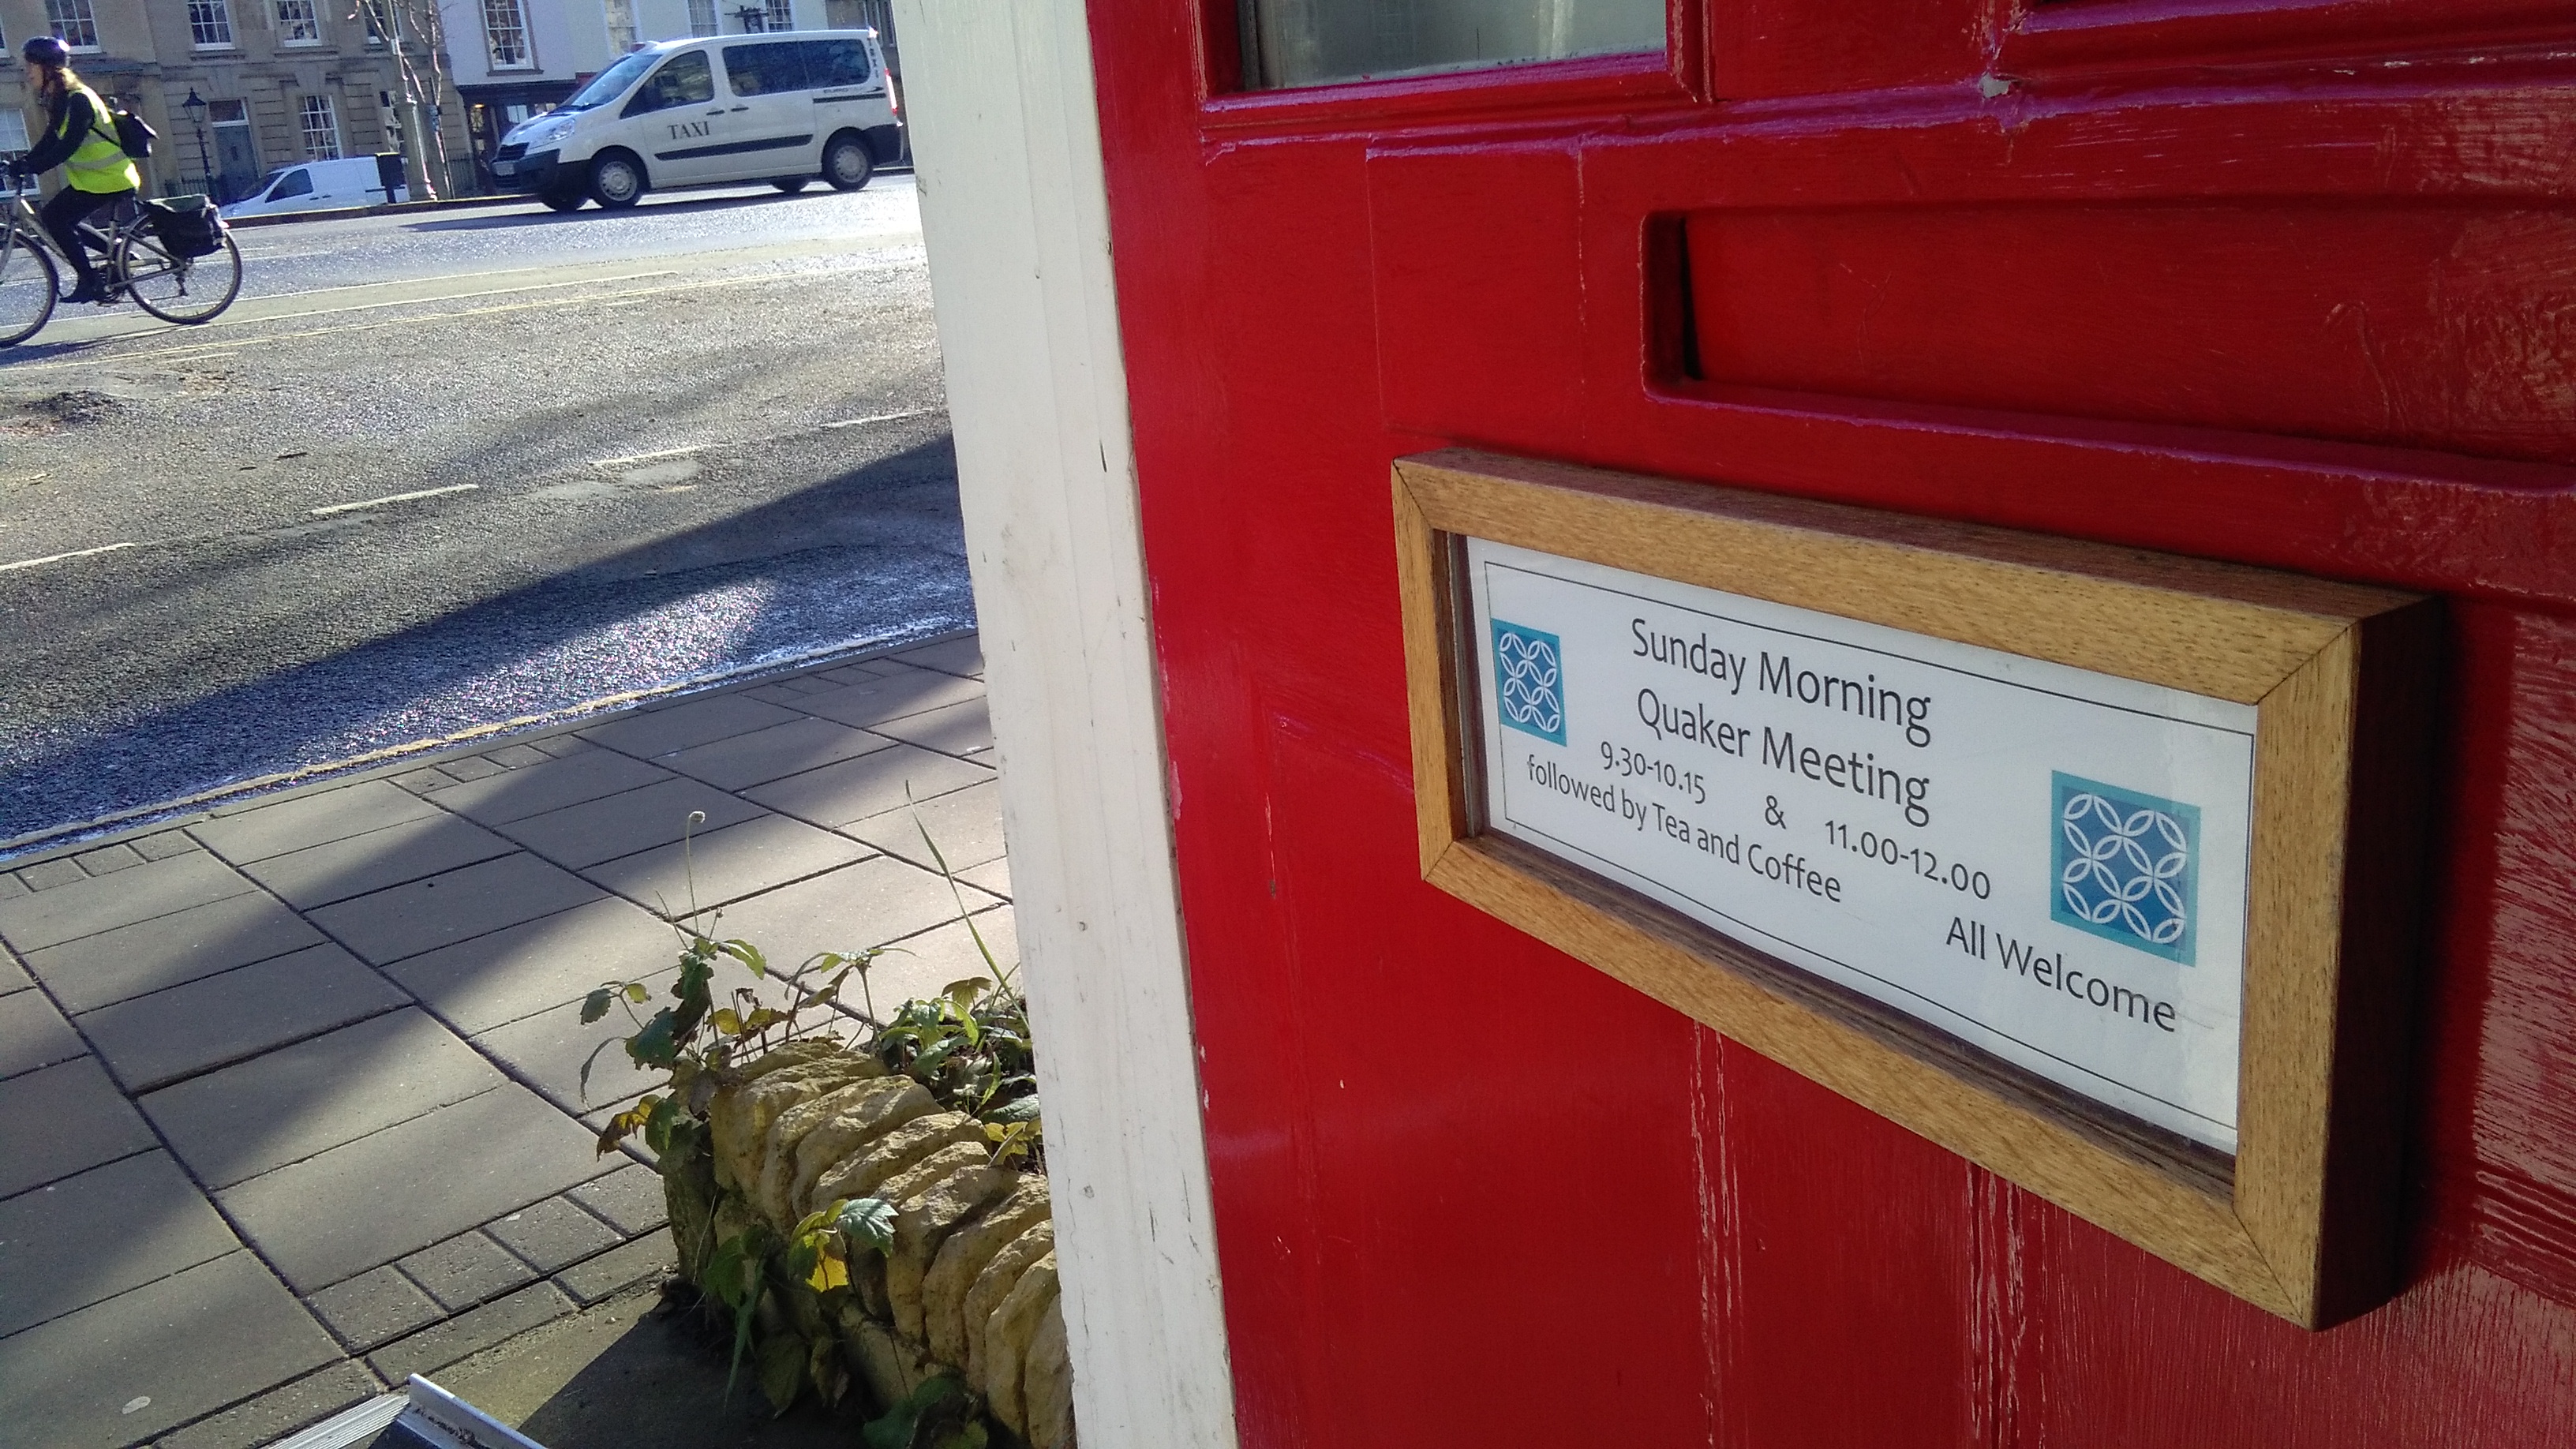 TAXI
Sunday Morning
Quaker Meeting
9.30-10.15 & 11.00-12.00
followed by Tea and Coffee
All Welcome